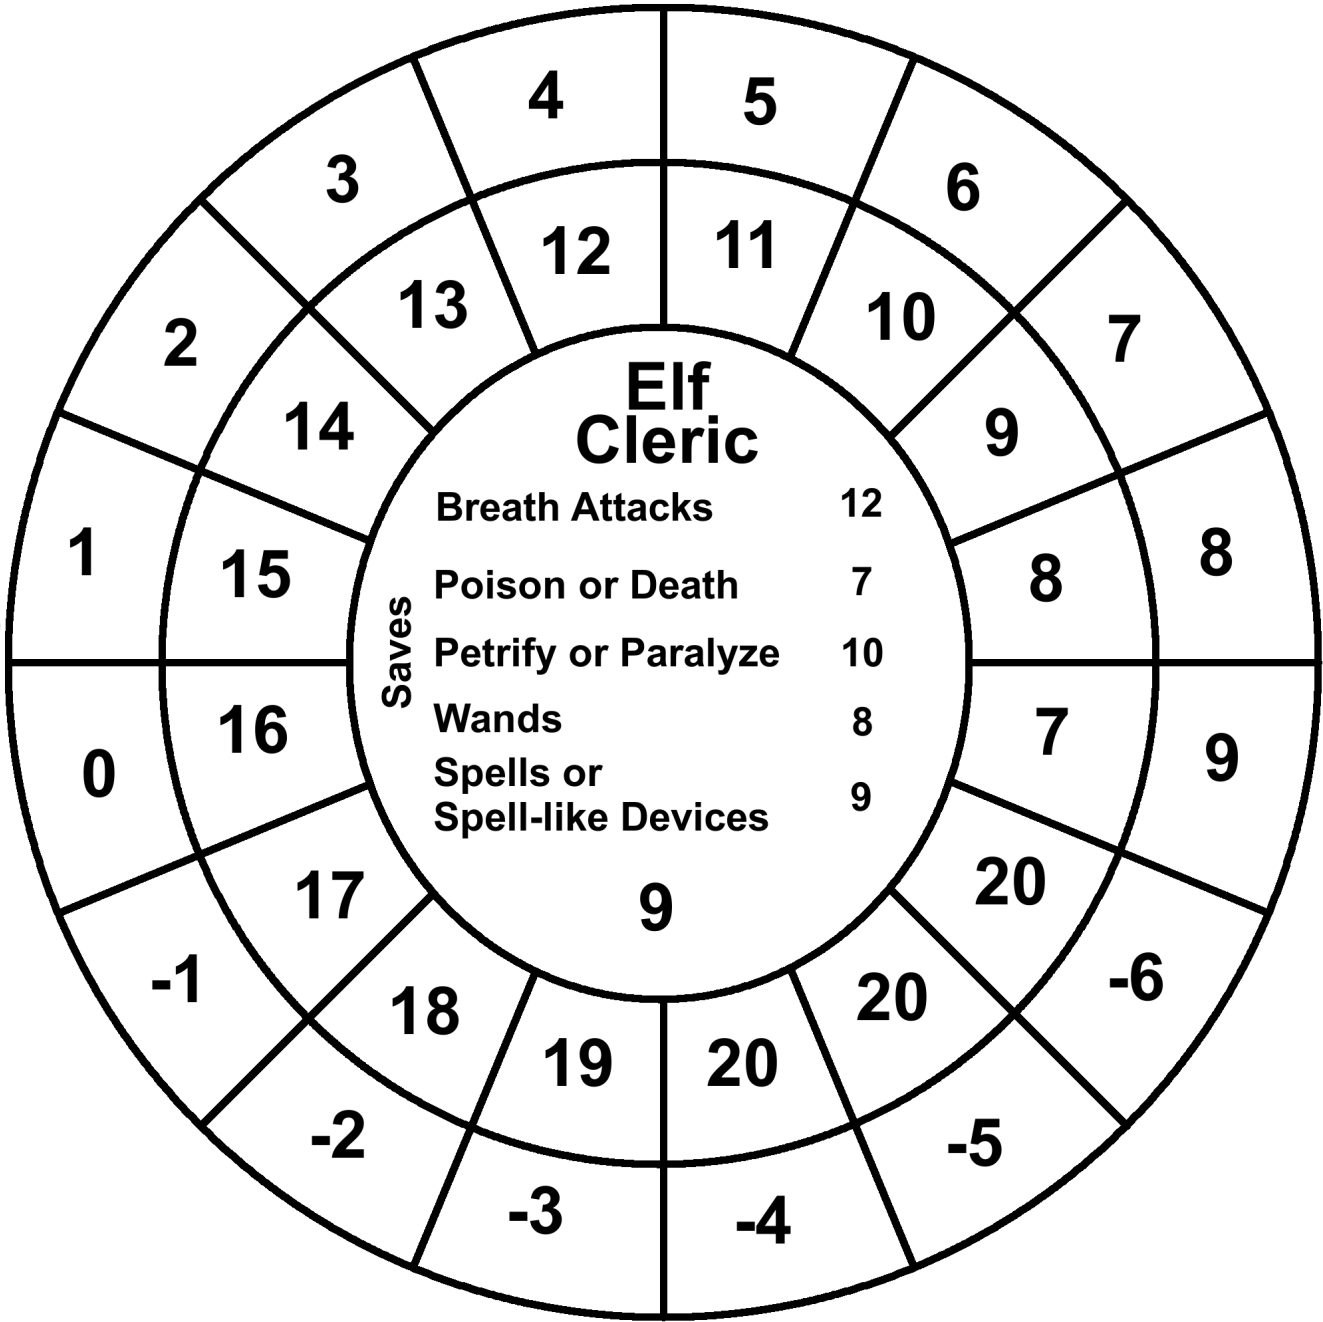 4 5
3 6
12 11
13 10
2 7
14 9
Elf
Cleric
Breath Attacks 12
1 8
15 8
Poison or Death 7
Saves
Petrify or Paralyze 10
Wands 8
16 7
0 9
Spells or
Spell-like Devices 9
17 20
9
-1 -6
18 20
19 20
-2 -5
-3 -4